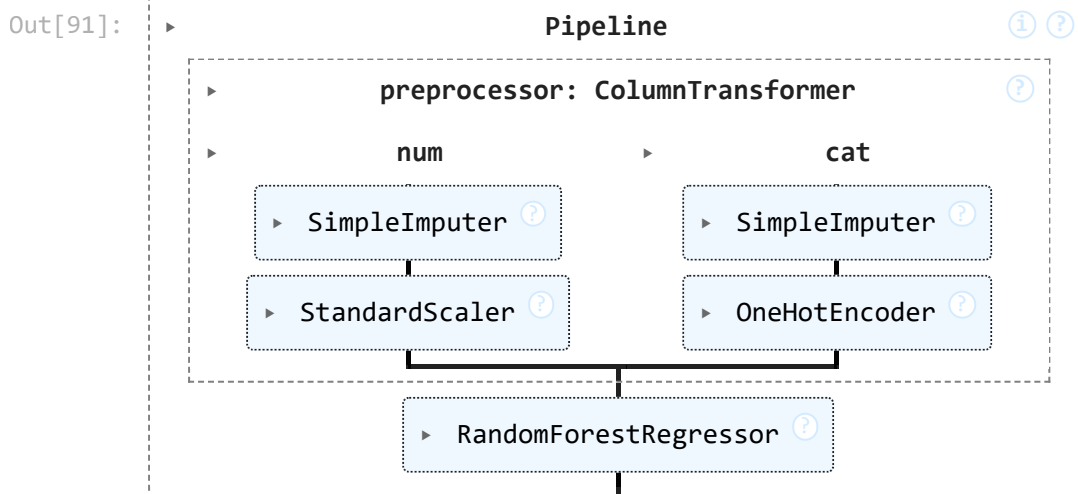 Out[91]:
▸ Pipeline i ?
▸ preprocessor: ColumnTransformer ?
▸ num ▸ cat
▸ SimpleImputer ? ▸ SimpleImputer ?
▸ StandardScaler ? ▸ OneHotEncoder ?
▸ RandomForestRegressor ?